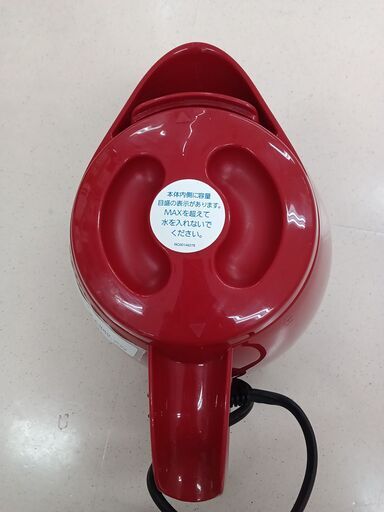 本体内側に容量
目盛の表示があります。
MAXを超えて
水を入れないで
ください。